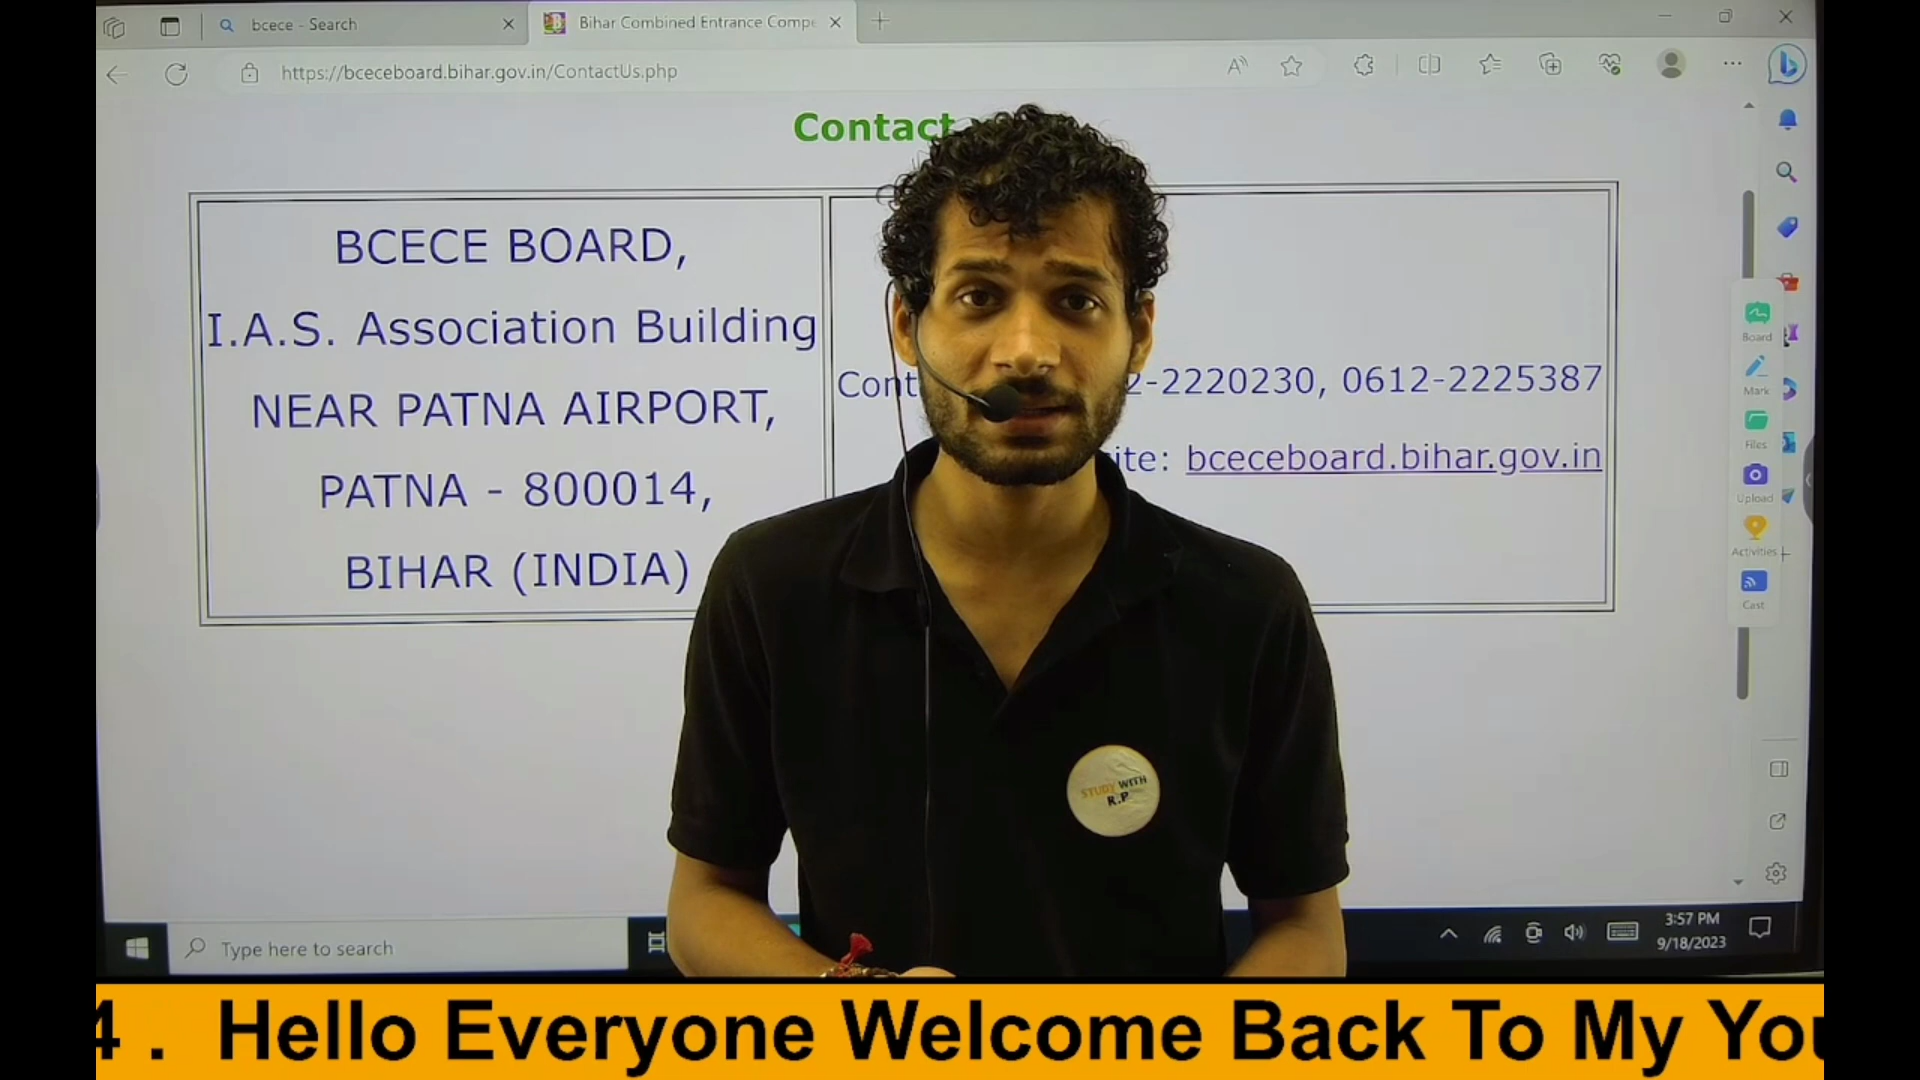 bcece - Search
Bihar Combined Entrance Compe
https://bceceboard.bihar.gov.in/ContactUs.php
Contact
BCECE BOARD,
I.A.S. Association Building
NEAR PATNA AIRPORT,
PATNA - 800014,
BIHAR (INDIA)
Cont 2-2220230, 0612-2225387
ite: bceceboard.bihar.gov.in
Board
Mark
Files
Upload
Activities
Cast
STUDY WITH
R.P
Type here to search
3:57 PM
9/18/2023
4 . Hello Everyone Welcome Back To My You